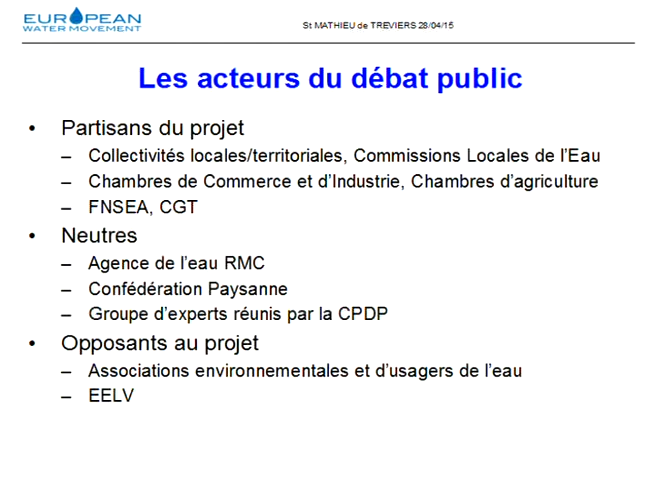 EUROPEAN
WATER MOVEMENT
St MATHIEU de TREVIERS 28/04/15
Les acteurs du débat public
• Partisans du projet
– Collectivités locales/territoriales, Commissions Locales de l'Eau
– Chambres de Commerce et d'Industrie, Chambres d'agriculture
– FNSEA, CGT
• Neutres
– Agence de l'eau RMC
– Confédération Paysanne
– Groupe d'experts réunis par la CPDP
• Opposants au projet
– Associations environnementales et d'usagers de l'eau
– EELV